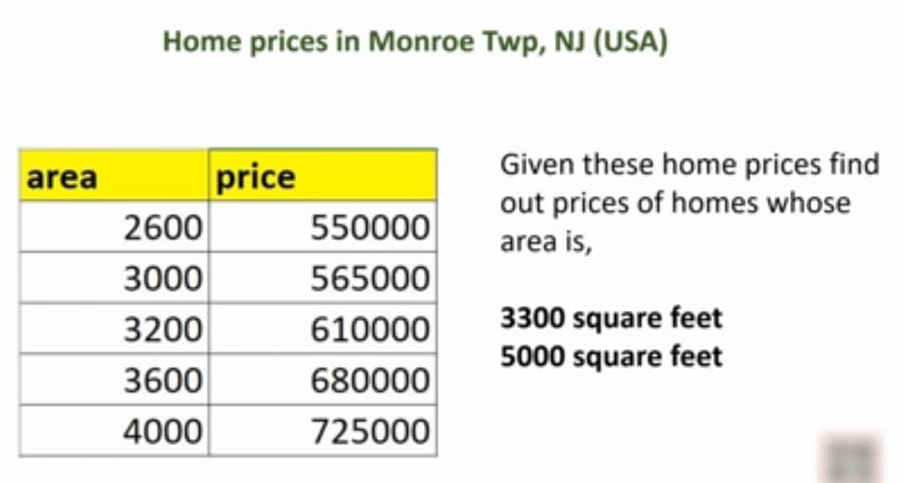 Home prices in Monroe Twp, NJ (USA)
area price
2600 550000
3000 565000
3200 610000
3600 680000
4000 725000
Given these home prices find
out prices of homes whose
area is,
3300 square feet
5000 square feet